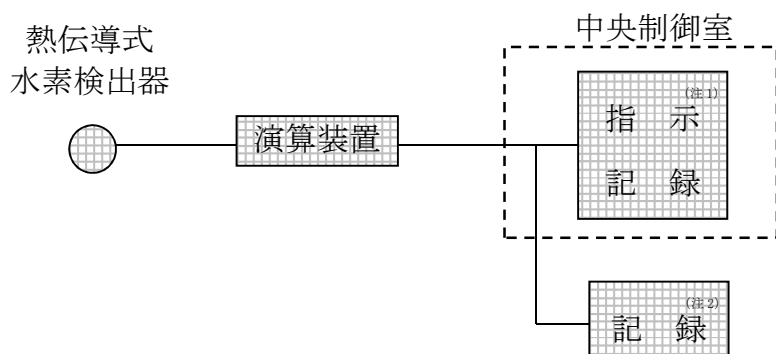 中央制御室
熱伝導式
水素検出器
演算装置
(注1)
指 示
記 録
(注2)
記 録